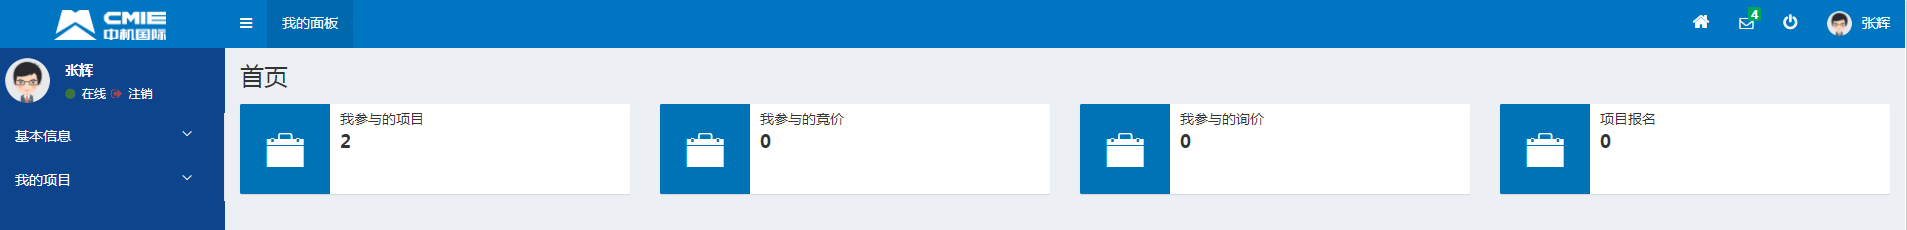 CMIE
中机国际
我的面板
4
张辉
张辉
在线 注销
基本信息
我的项目
首页
我参与的项目
2
我参与的竞价
0
我参与的询价
0
项目报名
0